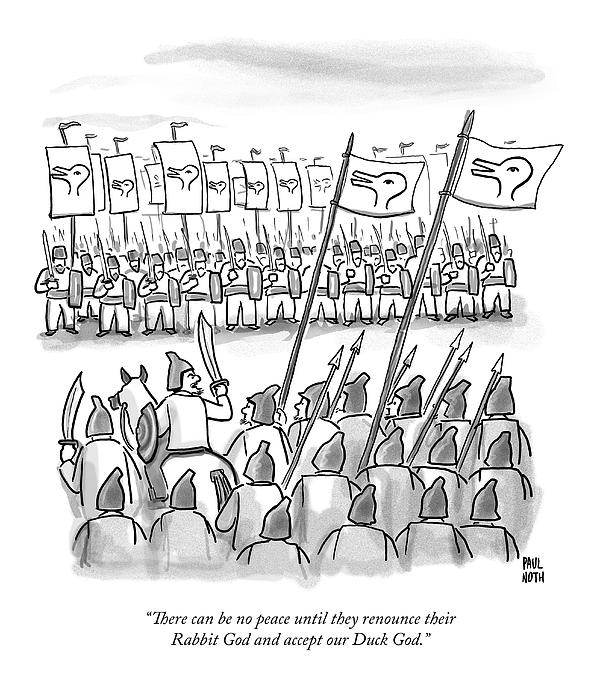 PAUL
NOTH
“There can be no peace until they renounce their
Rabbit God and accept our Duck God.”